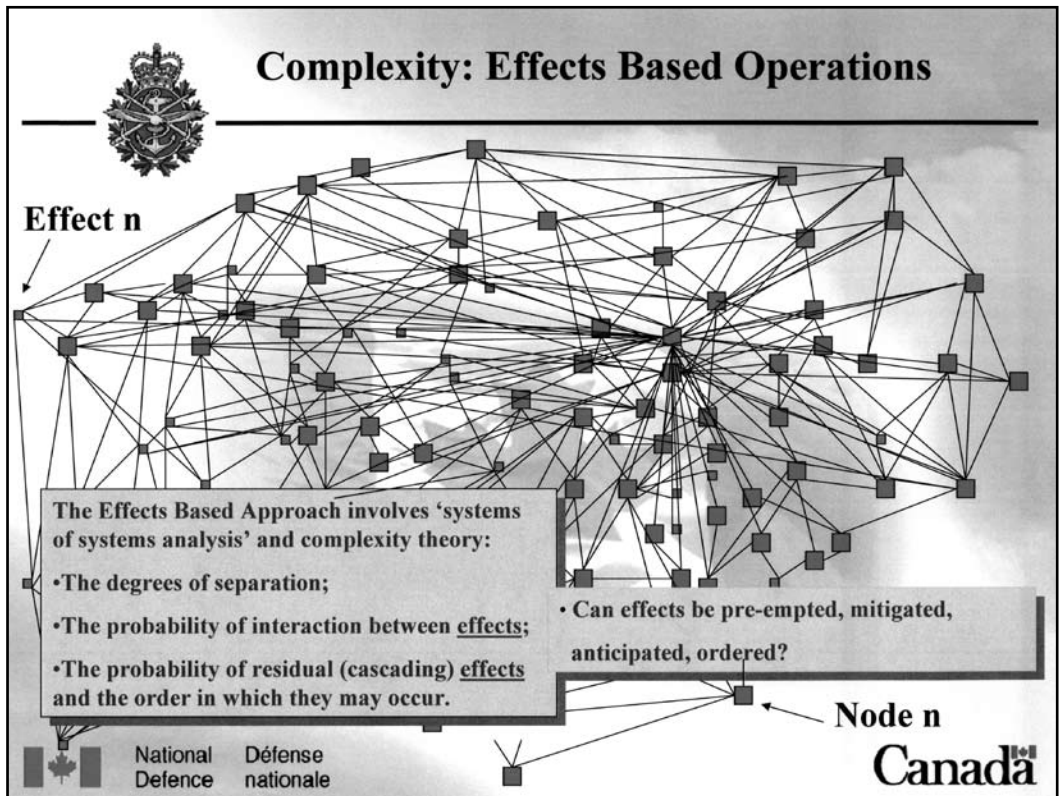 Complexity: Effects Based Operations
Effect n
The Effects Based Approach involves ‘systems
of systems analysis’ and complexity theory:
•The degrees of separation;
•The probability of interaction between effects;
•The probability of residual (cascading) effects
and the order in which they may occur.
• Can effects be pre-empted, mitigated,
anticipated, ordered?
Node n
National Défense
Defence nationale
Canada